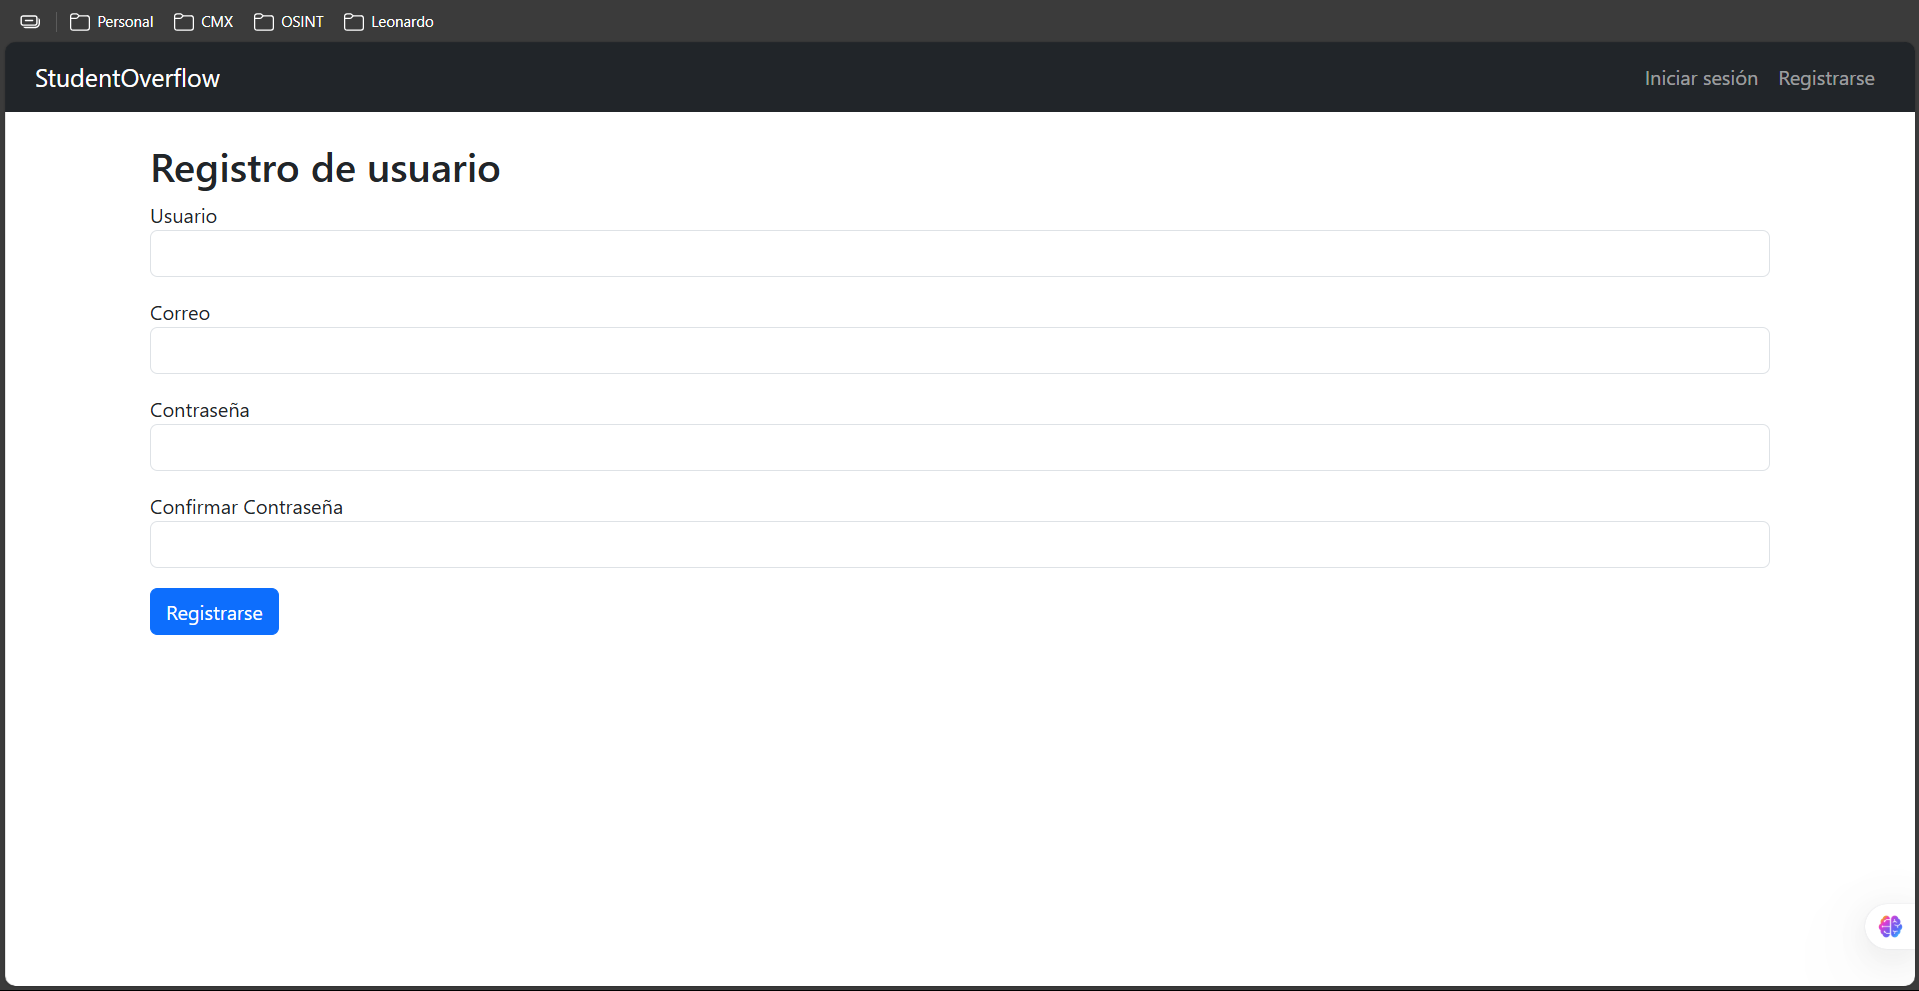 Personal CMX OSINT Leonardo
StudentOverflow Iniciar sesión Registrarse
Registro de usuario
Usuario
Correo
Contraseña
Confirmar Contraseña
Registrarse